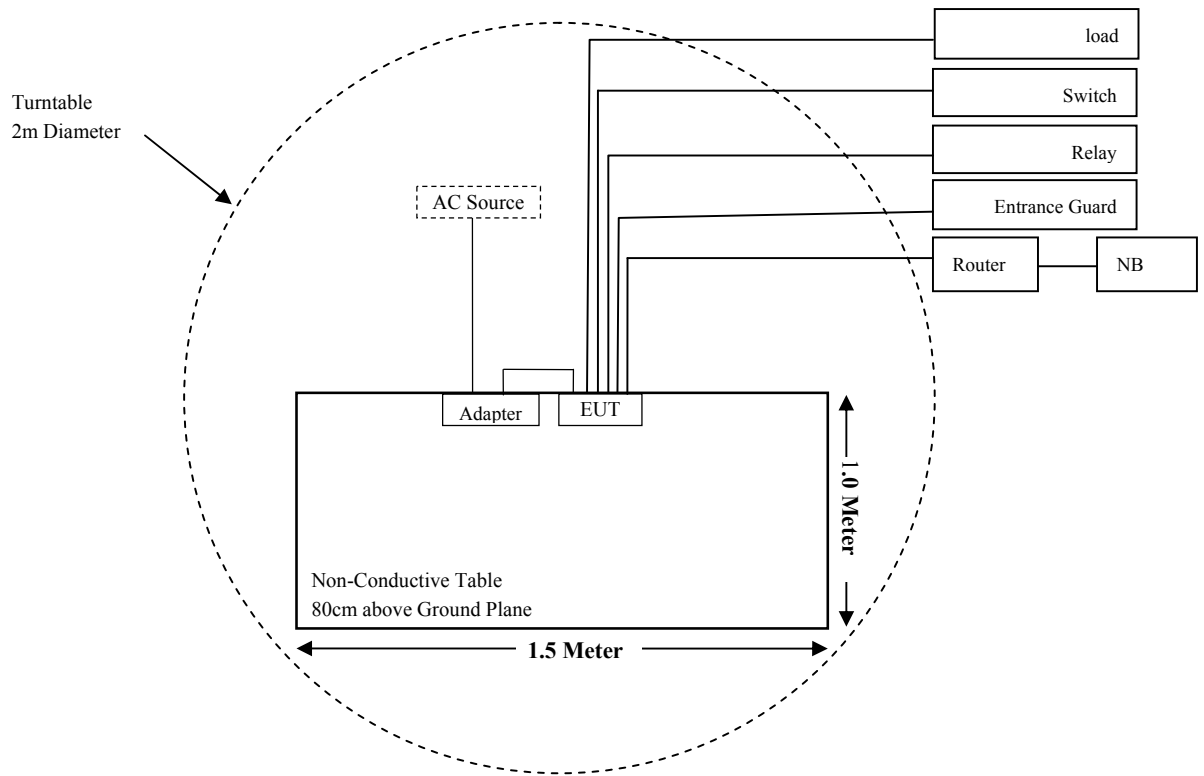 load
Switch
Turntable
2m Diameter
Relay
AC Source
Entrance Guard
Router
NB
Adapter
EUT
1.0 Meter
Non-Conductive Table
80cm above Ground Plane
1.5 Meter